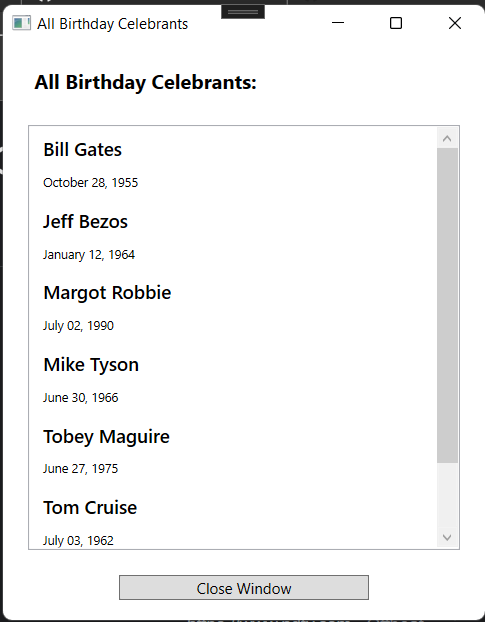 All Birthday Celebrants
All Birthday Celebrants:
Bill Gates
October 28, 1955
Jeff Bezos
January 12, 1964
Margot Robbie
July 02, 1990
Mike Tyson
June 30, 1966
Tobey Maguire
June 27, 1975
Tom Cruise
July 03, 1962
Close Window